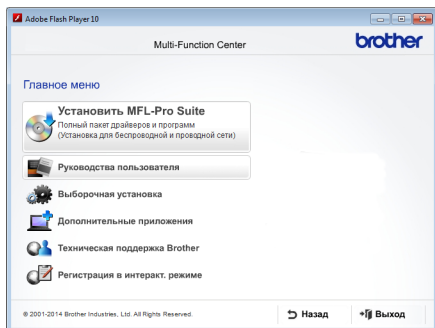 Adobe Flash Player 10
Multi-Function Center
brother
Главное меню
Установить MFL-Pro Suite
Полный пакет драйверов и программ
(Установка для беспроводной и проводной сети)
Руководства пользователя
Выборочная установка
Дополнительные приложения
Техническая поддержка Brother
Регистрация в интеракт. режиме
© 2001-2014 Brother Industries, Ltd. All Rights Reserved.
Назад
Выход